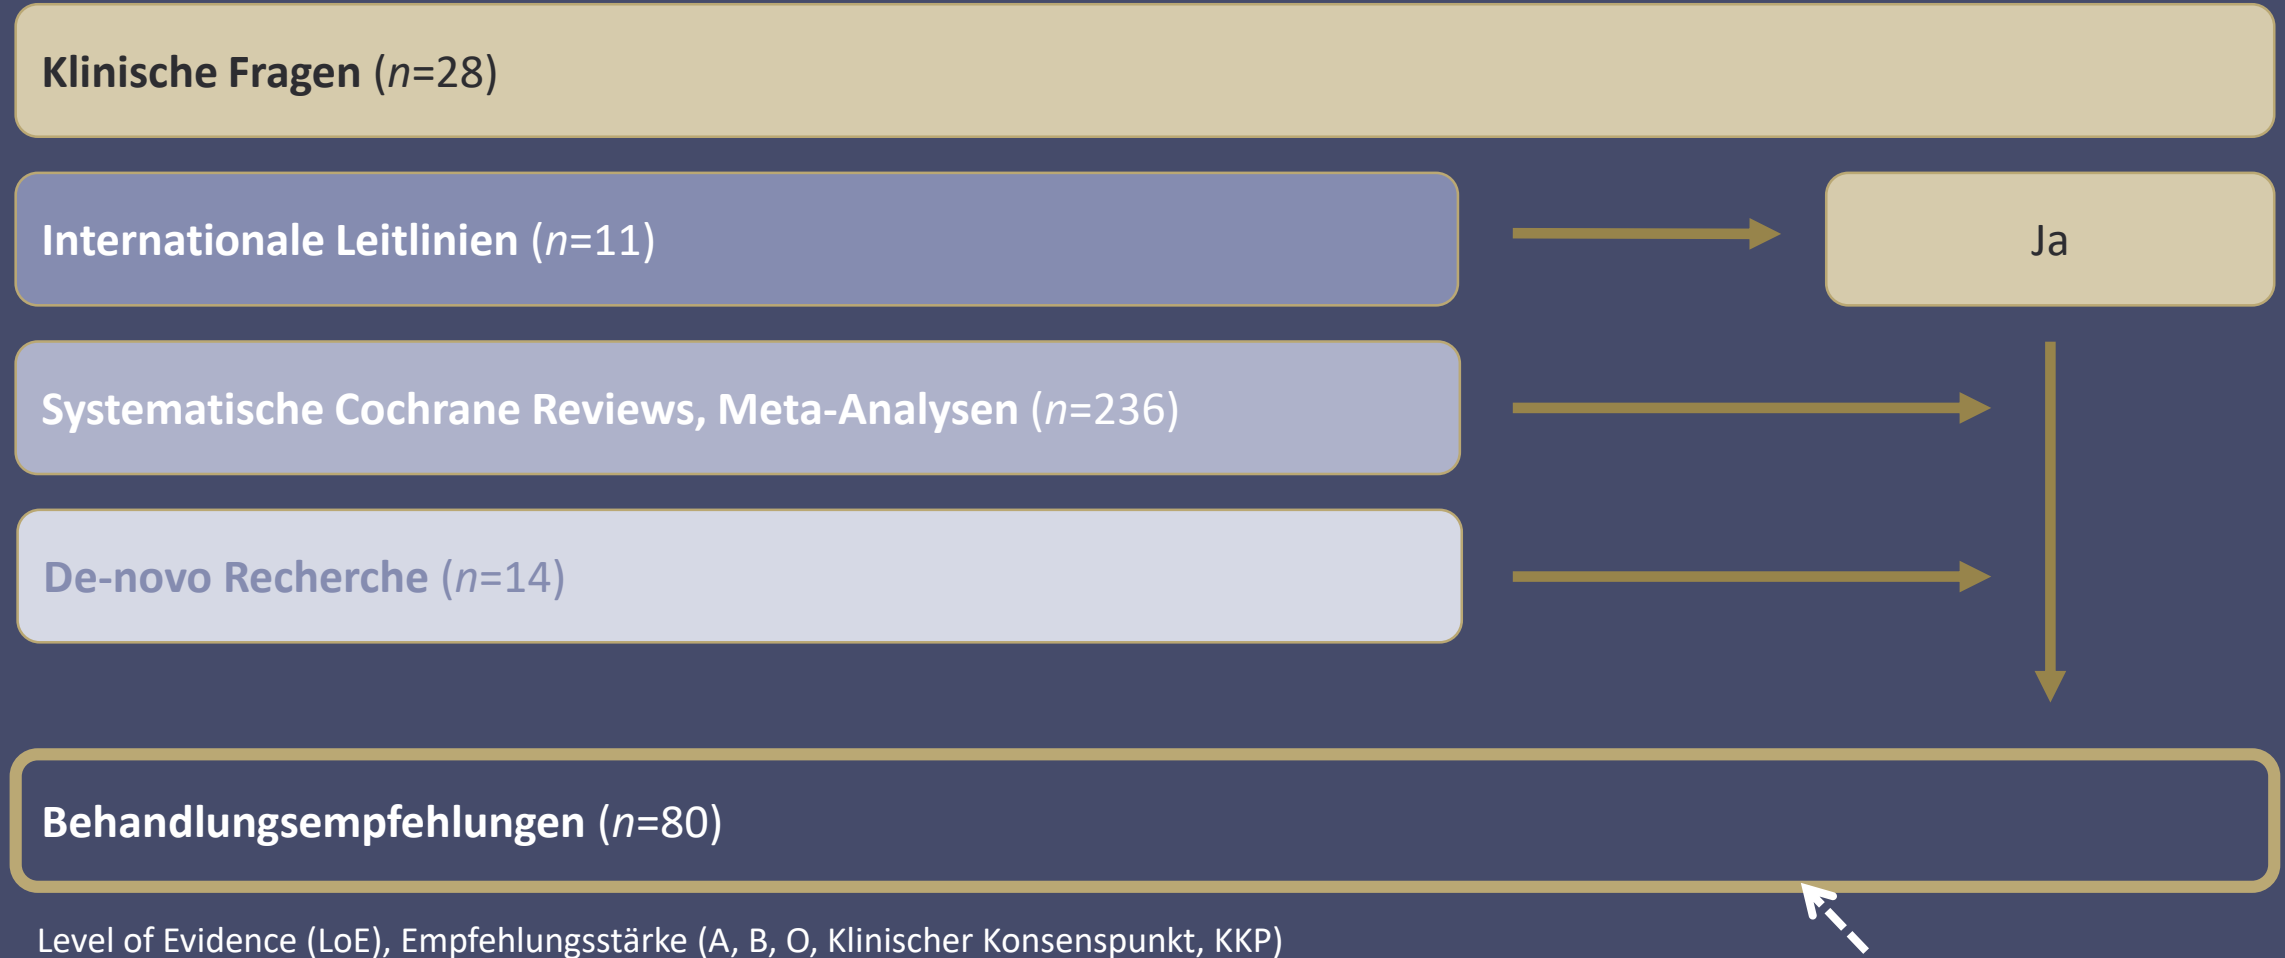 Klinische Fragen (n=28)
Internationale Leitlinien (n=11)
Ja
Systematische Cochrane Reviews, Meta-Analysen (n=236)
De-novo Recherche (n=14)
Behandlungsempfehlungen (n=80)
Level of Evidence (LoE), Empfehlungsstärke (A, B, O, Klinischer Konsenspunkt, KKP)